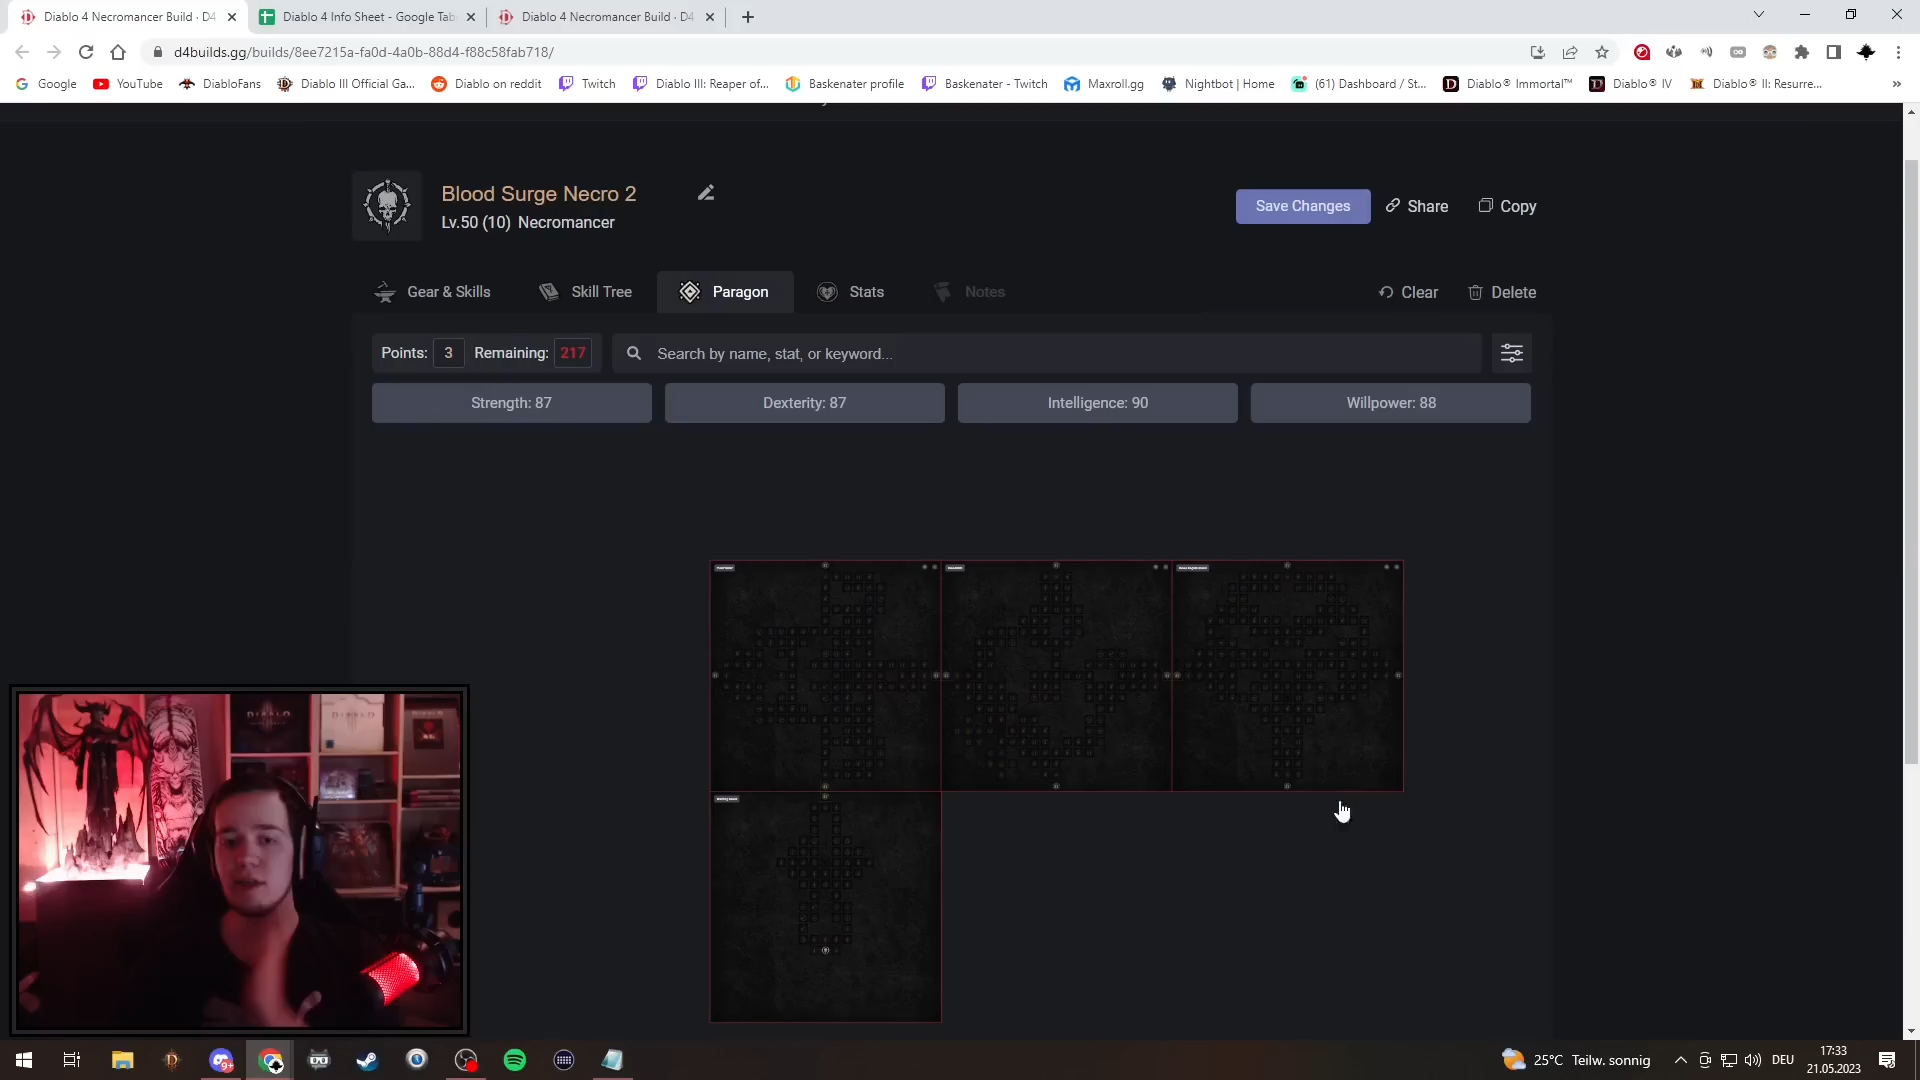 Diablo 4 Necromancer Build · D4
Diablo 4 Info Sheet - Google Tab
Diablo 4 Necromancer Build · D4
d4builds.gg/builds/8ee7215a-fa0d-4a0b-88d4-f88c58fab718/
Google
YouTube
DiabloFans
Diablo III Official Ga...
Diablo on reddit
Twitch
Diablo III: Reaper of...
Baskenater profile
Baskenater - Twitch
Maxroll.gg
Nightbot | Home
(61) Dashboard / St...
Diablo® Immortal™
Diablo® IV
Diablo® II: Resurre...
Blood Surge Necro 2
Lv.50 (10) Necromancer
Save Changes
Share
Copy
Gear & Skills
Skill Tree
Paragon
Stats
Notes
Clear
Delete
Points: 3 Remaining: 217
Search by name, stat, or keyword...
Strength: 87
Dexterity: 87
Intelligence: 90
Willpower: 88
9+
25°C Teilw. sonnig
DEU
17:33
21.05.2023